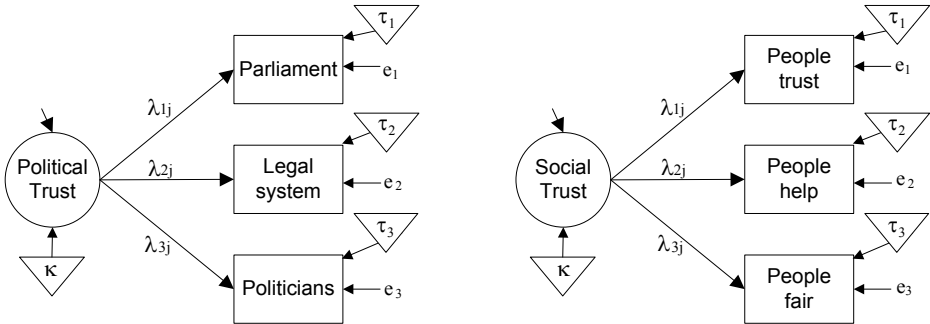 τ1
Parliament
e1
λ1j
Political
Trust
λ2j
Legal
system
τ2
e2
λ3j
τ3
Politicians
e3
κ
τ1
People
trust
e1
λ1j
Social
Trust
λ2j
People
help
τ2
e2
λ3j
τ3
People
fair
e3
κ